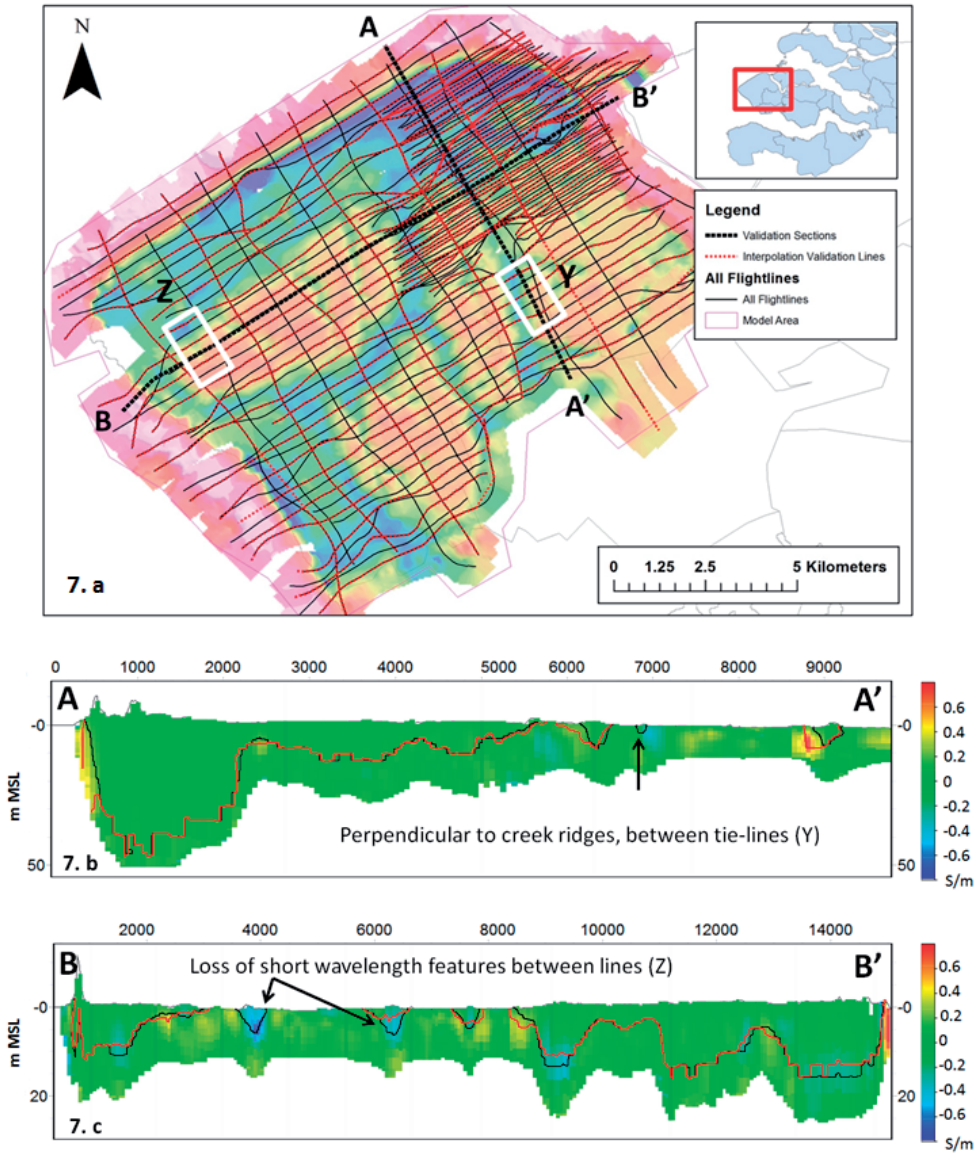 N
A
B'
Z
Y
B
A'
Legend
Validation Sections
Interpolation Validation Lines
All Flightlines
All Flightlines
Model Area
0 1.25 2.5 5 Kilometers
7. a
0 1000 2000 3000 4000 5000 6000 7000 8000 9000
A A'
-0 -0
m MSL
Perpendicular to creek ridges, between tie-lines (Y)
50 50
7. b
0.6
0.4
0.2
0
-0.2
-0.4
-0.6
S/m
2000 4000 6000 8000 10000 12000 14000
B B'
Loss of short wavelength features between lines (Z)
-0 -0
m MSL
20 20
7. c
0.6
0.4
0.2
0
-0.2
-0.4
-0.6
S/m